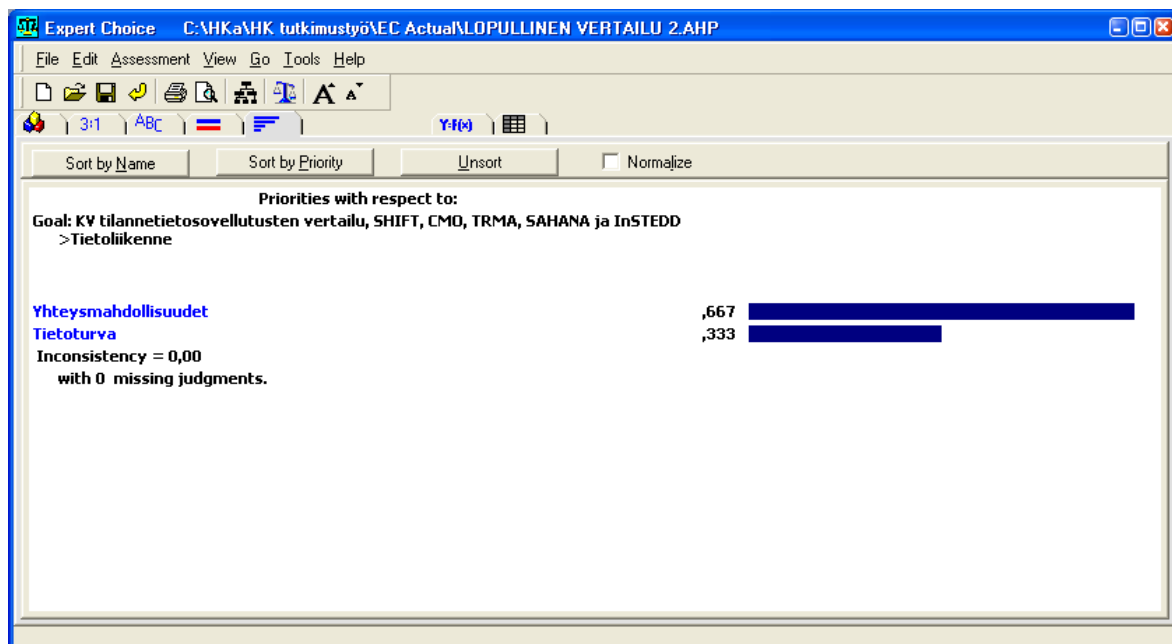 Expert Choice C:\HKa\HK tutkimustyö\EC Actual\LOPULLINEN VERTAILU 2.AHP
File Edit Assessment View Go Tools Help
A A
3:1 ABC Y=F(x)
Sort by Name Sort by Priority Unsort Normalize
Priorities with respect to:
Goal: KV tilannetietosovellutusten vertailu, SHIFT, CMO, TRMA, SAHANA ja InSTEDD
>Tietoliikenne
Yhteysmahdollisuudet ,667
Tietoturva ,333
Inconsistency = 0,00
with 0 missing judgments.